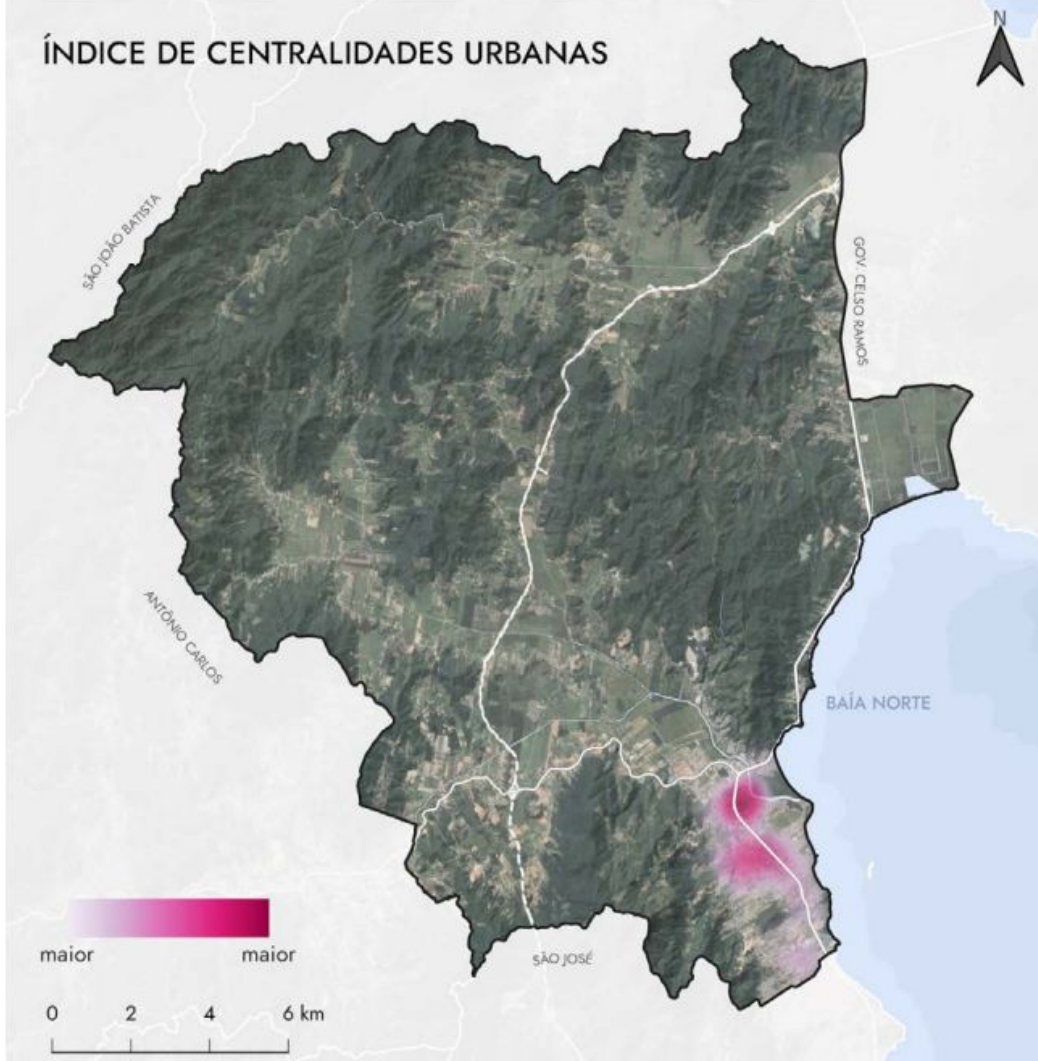 ÍNDICE DE CENTRALIDADES URBANAS
N
SÃO JOÃO BATISTA
GOV. CELSO RAMOS
ANTÔNIO CARLOS
BAÍA NORTE
maior maior
SÃO JOSÉ
0 2 4 6 km